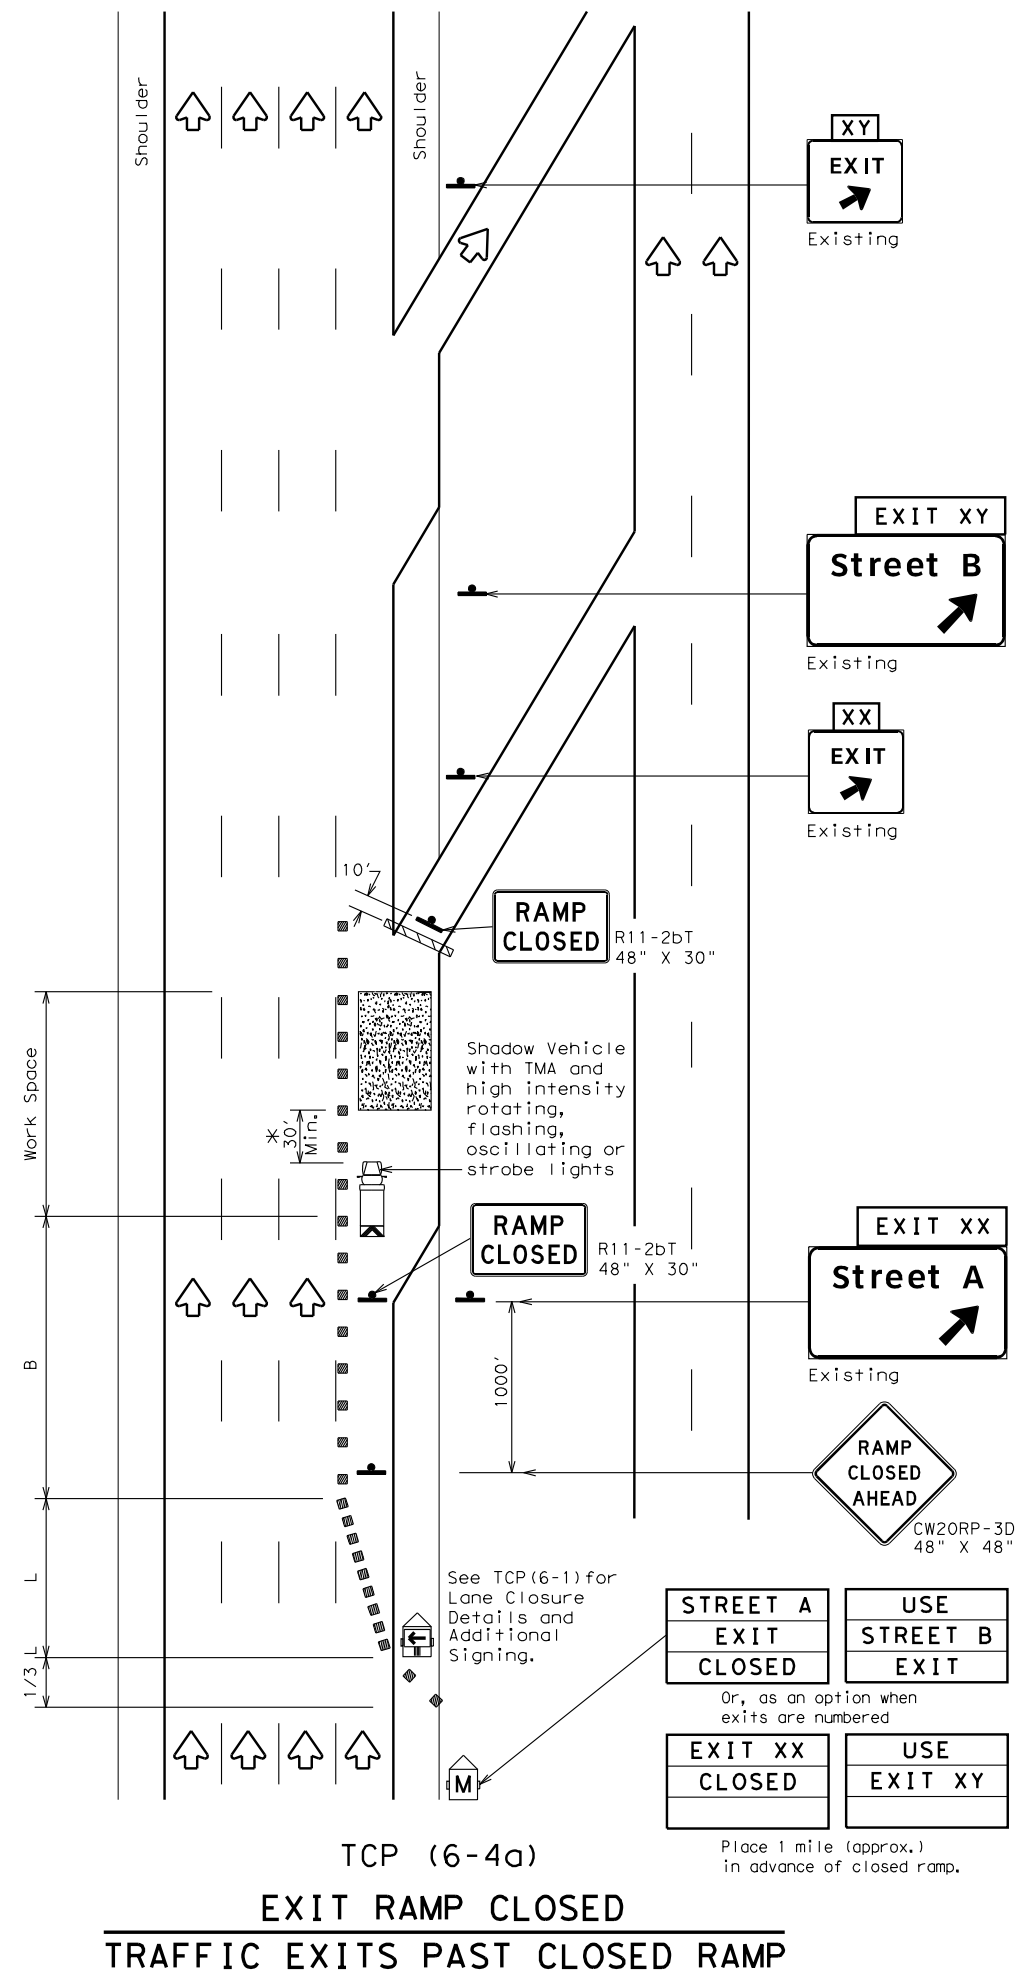 Shoulder
Shoulder
XY
EXIT
Existing
EXIT XY
Street B
Existing
XX
EXIT
Existing
10'
RAMP
CLOSED
R11-2bT
48" X 30"
Work Space
Shadow Vehicle
with TMA and
high intensity
rotating,
flashing,
oscillating or
strobe lights
* 30'
Min.
RAMP
CLOSED
R11-2bT
48" X 30"
EXIT XX
Street A
Existing
B
1000'
RAMP
CLOSED
AHEAD
CW20RP-3D
48" X 48"
L
See TCP(6-1)for
Lane Closure
Details and
Additional
Signing.
1/3 L
STREET A
EXIT
CLOSED
USE
STREET B
EXIT
Or, as an option when
exits are numbered
EXIT XX
CLOSED
USE
EXIT XY
M
Place 1 mile (approx.)
in advance of closed ramp.
TCP (6-4a)
EXIT RAMP CLOSED
TRAFFIC EXITS PAST CLOSED RAMP